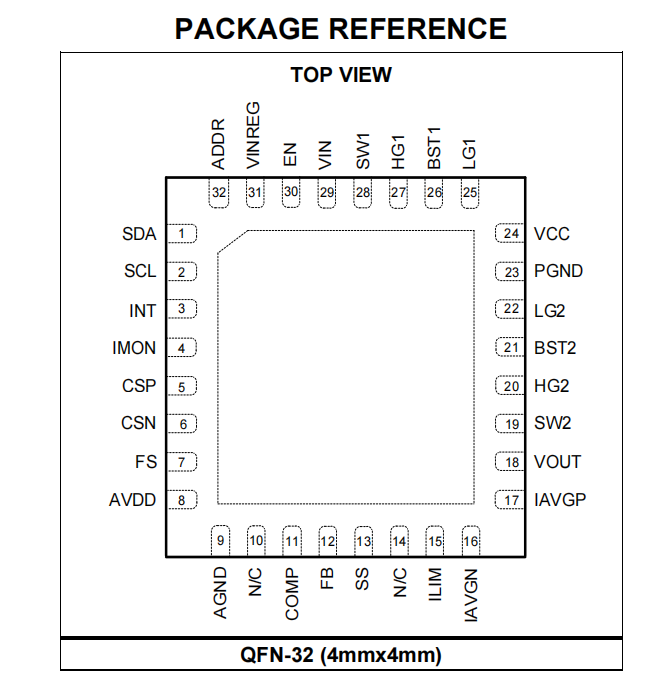 PACKAGE REFERENCE
TOP VIEW
ADDR VINREG EN VIN SW1 HG1 BST1 LG1
32 31 30 29 28 27 26 25
SDA 1 24 VCC
SCL 2 23 PGND
INT 3 22 LG2
IMON 4 21 BST2
CSP 5 20 HG2
CSN 6 19 SW2
FS 7 18 VOUT
AVDD 8 17 IAVGP
9 10 11 12 13 14 15 16
AGND N/C COMP FB SS N/C ILIM IAVGN
QFN-32 (4mmx4mm)